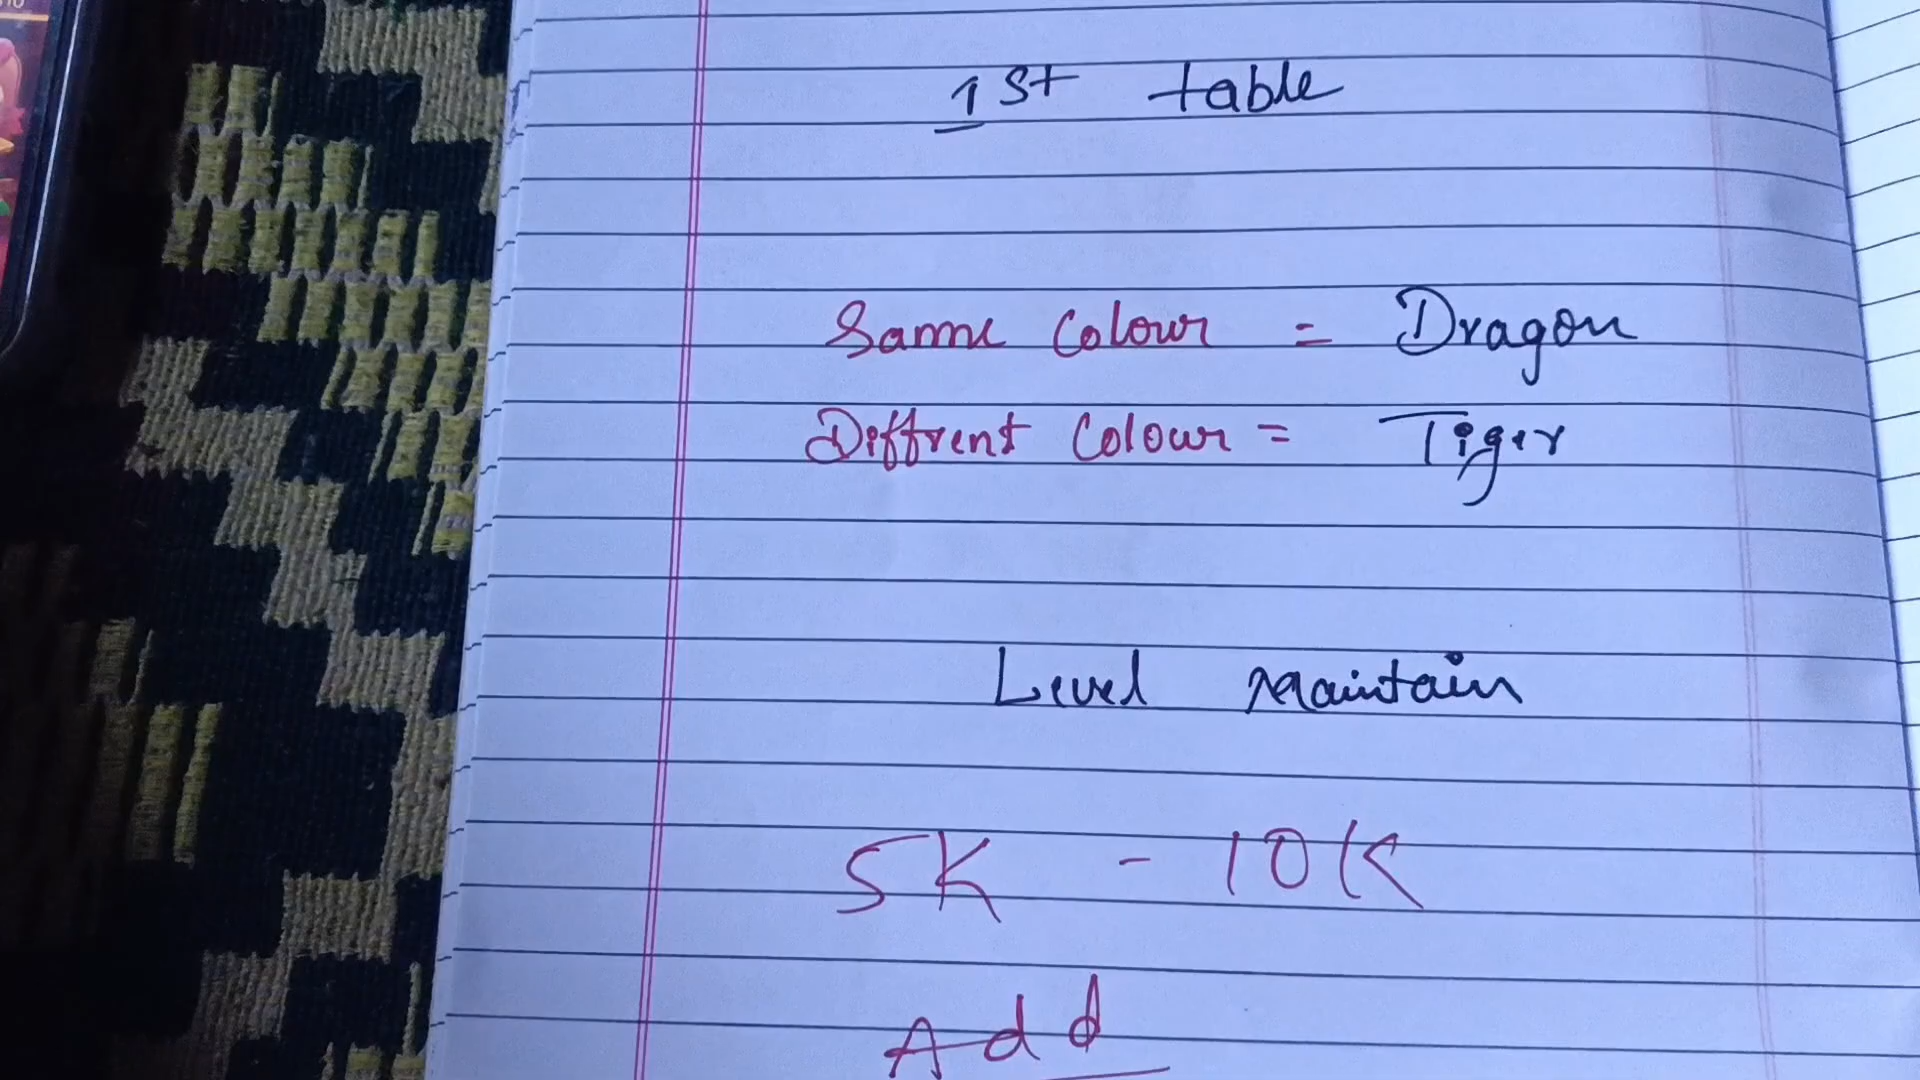 1st table
Same Colour = Dragon
Diffrent Colour = Tiger
Level Maintain
5K - 10K
Add